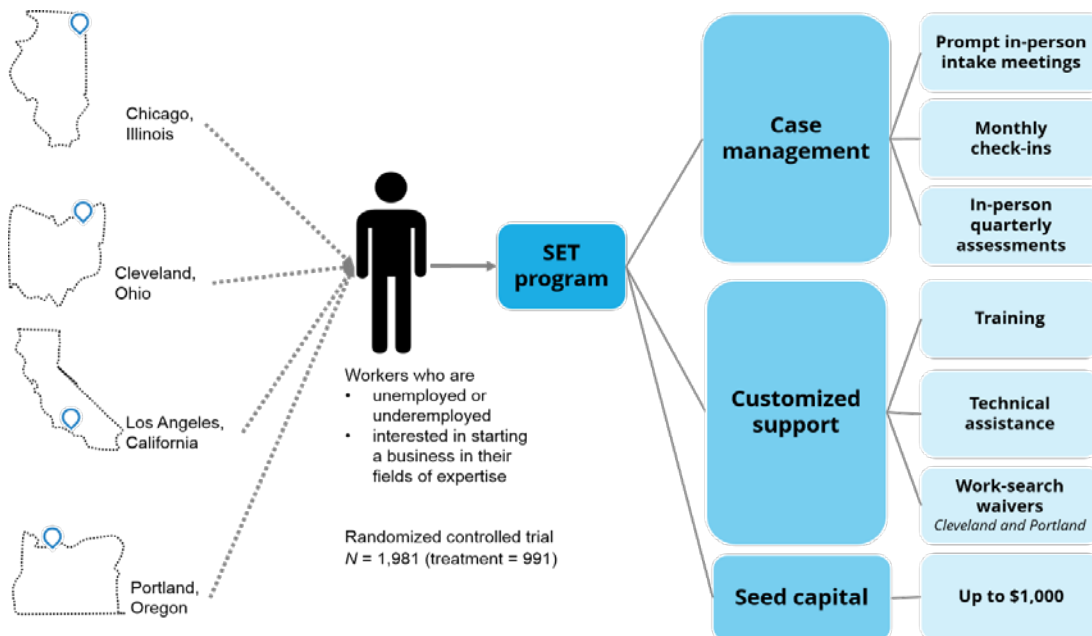 Chicago,
Illinois
Cleveland,
Ohio
Los Angeles,
California
Portland,
Oregon
Workers who are
• unemployed or
underemployed
• interested in starting
a business in their
fields of expertise
Randomized controlled trial
N = 1,981 (treatment = 991)
SET
program
Case
management
Prompt in-person
intake meetings
Monthly
check-ins
In-person
quarterly
assessments
Customized
support
Training
Technical
assistance
Work-search
waivers
Cleveland and Portland
Seed capital
Up to $1,000